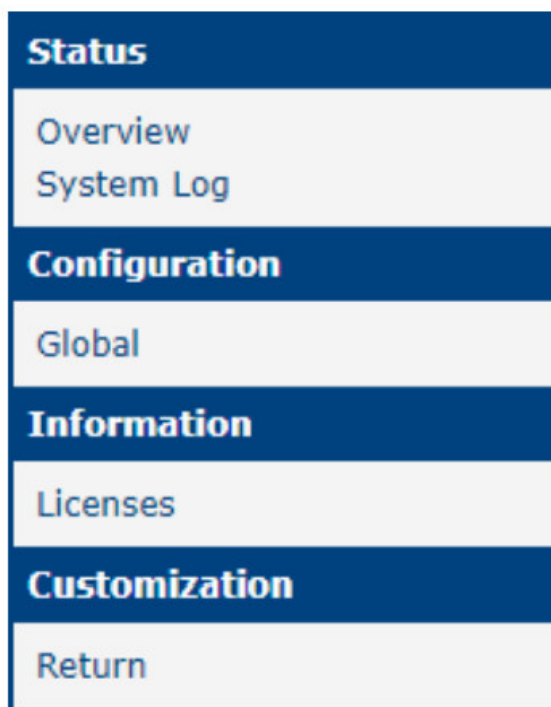 Status
Overview
System Log
Configuration
Global
Information
Licenses
Customization
Return